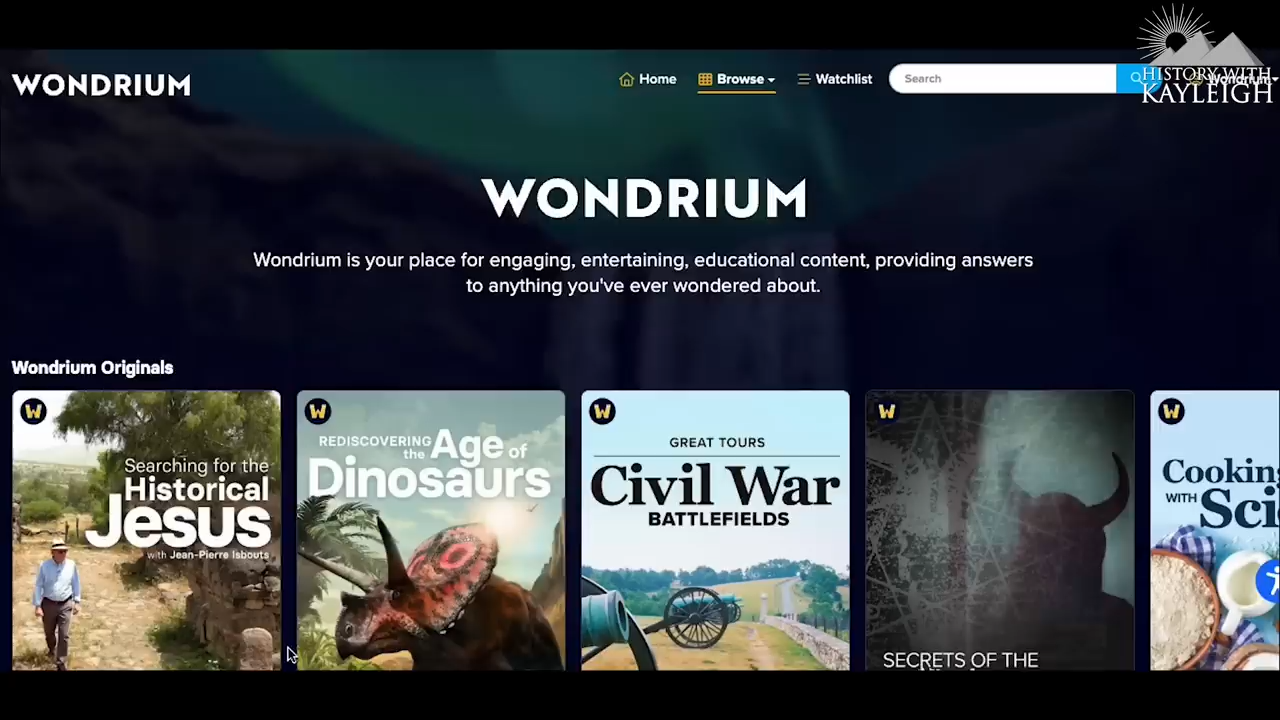 WONDRIUM
Home
Browse
Watchlist
Search
HISTORY WITH
KAYLEIGH
WONDRIUM
Wondrium is your place for engaging, entertaining, educational content, providing answers
to anything you've ever wondered about.
Wondrium Originals
W
Searching for the
Historical
Jesus
with Jean-Pierre Isbouts
W
REDISCOVERING
the Age of
Dinosaurs
W
GREAT TOURS
Civil War
BATTLEFIELDS
W
SECRETS OF THE
W
Cooking
WITH Sci